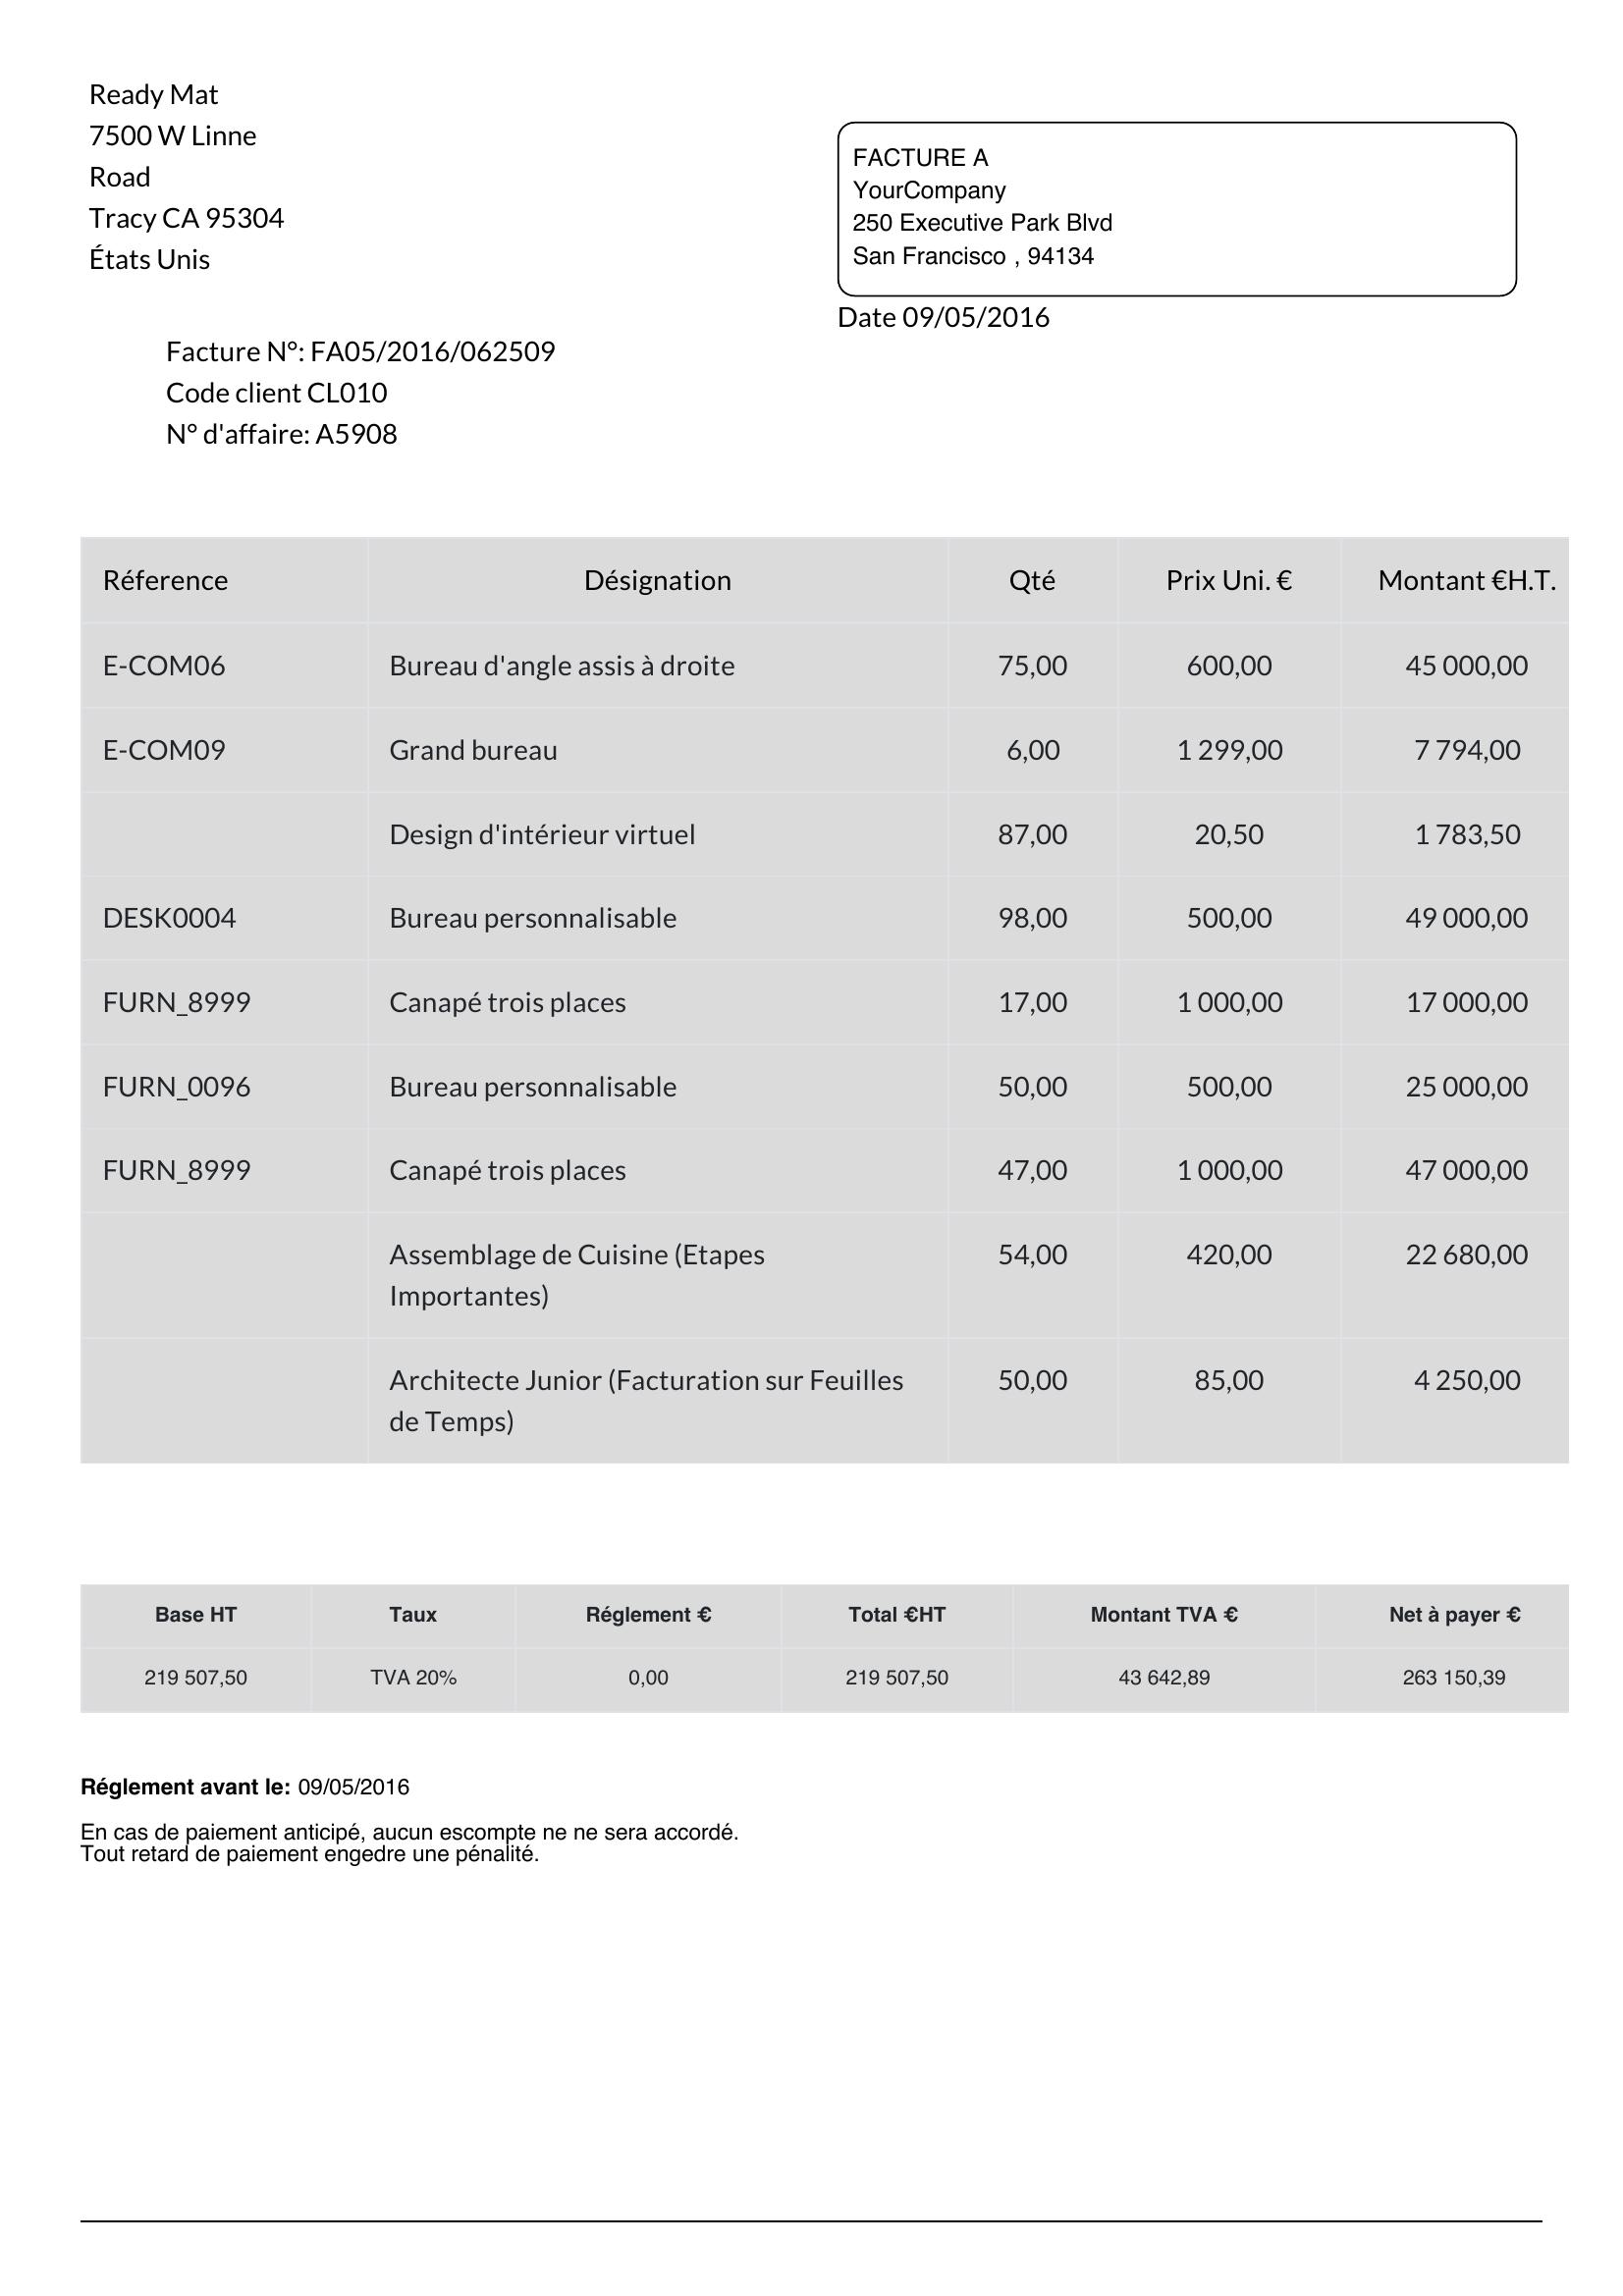 Ready Mat
7500 W Linne
Road
Tracy CA 95304
États Unis
FACTURE A
YourCompany
250 Executive Park Blvd
San Francisco , 94134
Date 09/05/2016
Facture N°: FA05/2016/062509
Code client CL010
N° d'affaire: A5908
Réference Désignation Qté Prix Uni. € Montant €H.T.
E-COM06 Bureau d'angle assis à droite 75,00 600,00 45 000,00
E-COM09 Grand bureau 6,00 1 299,00 7 794,00
Design d'intérieur virtuel 87,00 20,50 1 783,50
DESK0004 Bureau personnalisable 98,00 500,00 49 000,00
FURN_8999 Canapé trois places 17,00 1 000,00 17 000,00
FURN_0096 Bureau personnalisable 50,00 500,00 25 000,00
FURN_8999 Canapé trois places 47,00 1 000,00 47 000,00
Assemblage de Cuisine (Etapes 54,00 420,00 22 680,00
Importantes)
Architecte Junior (Facturation sur Feuilles 50,00 85,00 4 250,00
de Temps)
Base HT Taux Réglement € Total €HT Montant TVA € Net à payer €
219 507,50 TVA 20% 0,00 219 507,50 43 642,89 263 150,39
Réglement avant le: 09/05/2016
En cas de paiement anticipé, aucun escompte ne ne sera accordé.
Tout retard de paiement engedre une pénalité.